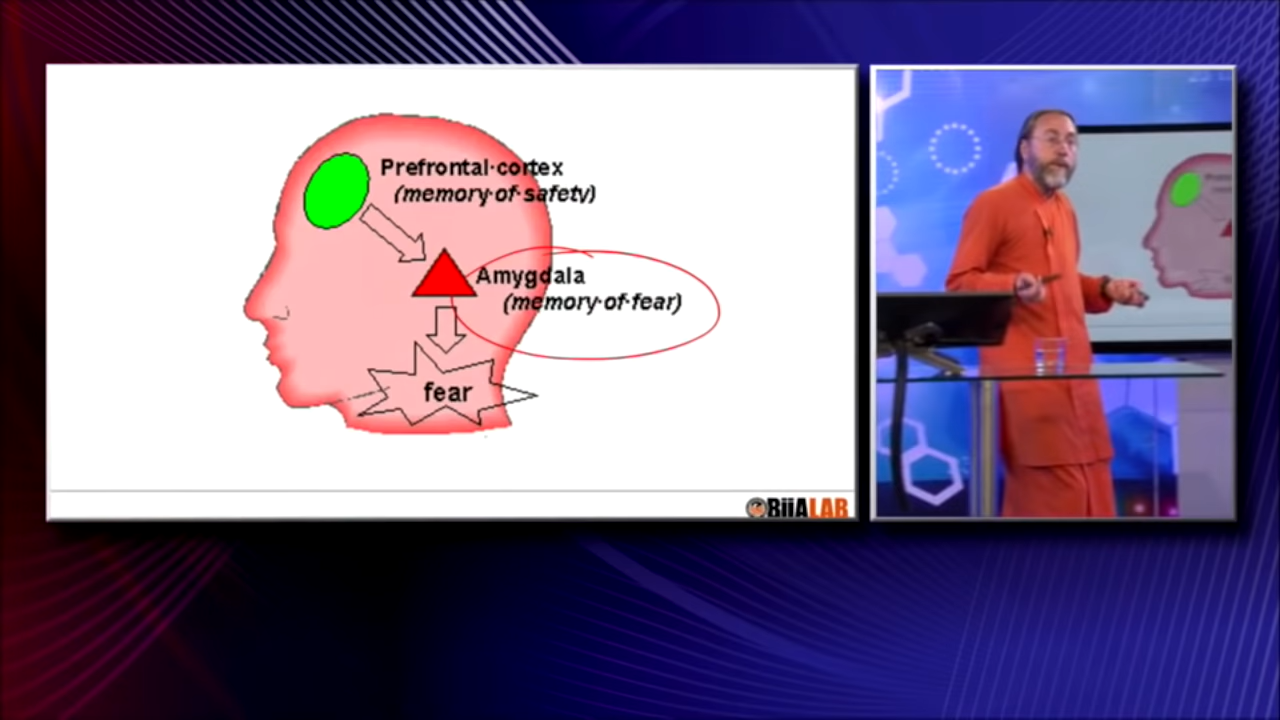 Prefrontal·cortex
(memory·of·safety)
Amygdala
(memory·of·fear)
fear
BiiALAB